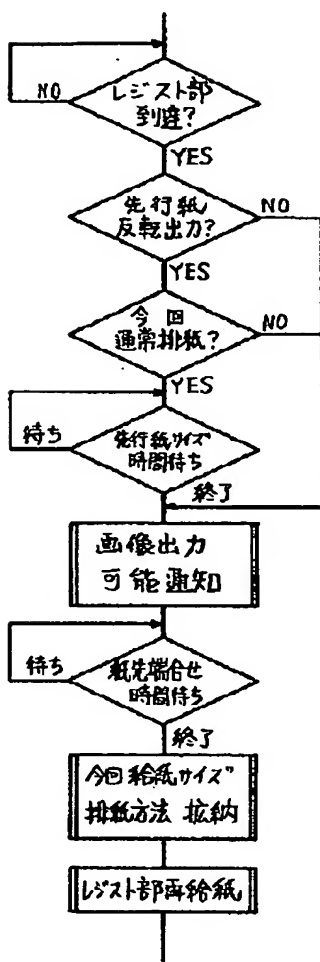 NO
レジスト部
到達?
YES
先行紙
反転出力?
NO
YES
今回
通常排紙?
NO
YES
待ち
先行紙サイズ
時間待ち
終了
画像出力
可能通知
待ち
紙先端合せ
時間待ち
終了
今回給紙サイズ
排紙方法 拡納
レジスト部再給紙